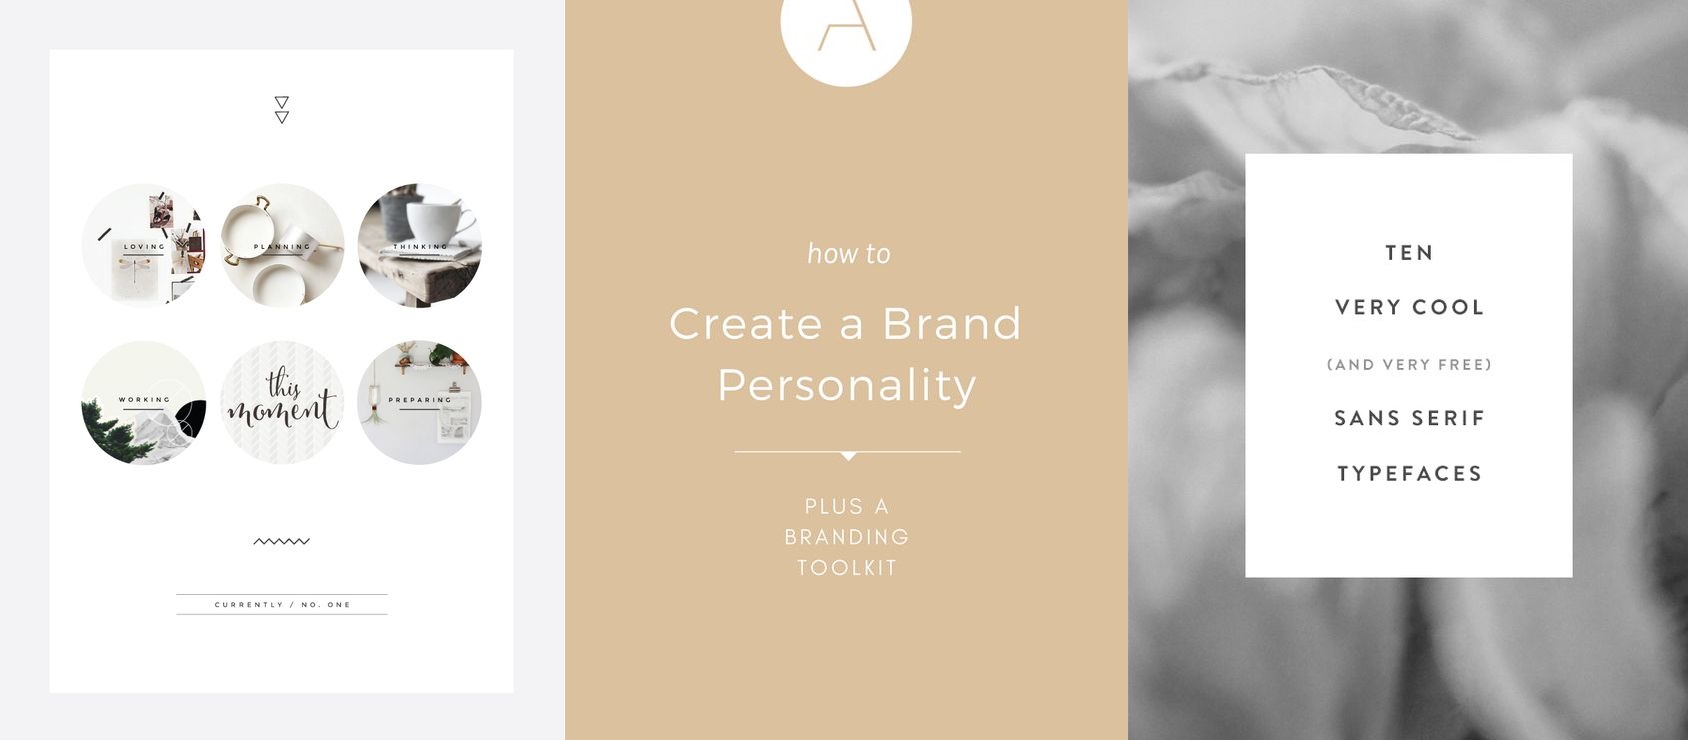 LOVING
PLANNING
THINKING
WORKING
this
moment
PREPARING
CURRENTLY / NO. ONE
A
how to
Create a Brand
Personality
PLUS A
BRANDING
TOOLKIT
TEN
VERY COOL
(AND VERY FREE)
SANS SERIF
TYPEFACES